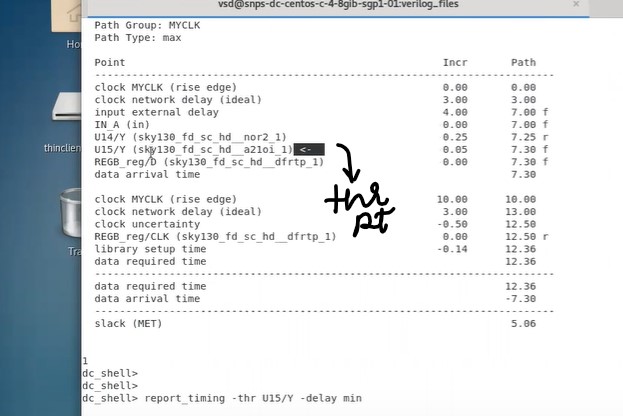 vsd@snps-dc-centos-c-4-8gib-sgp1-01:verilog_files
Path Group: MYCLK
Path Type: max
Point Incr Path
clock MYCLK (rise edge) 0.00 0.00
clock network delay (ideal) 3.00 3.00
input external delay 4.00 7.00 f
IN_A (in) 0.00 7.00 f
U14/Y (sky130_fd_sc_hd__nor2_1) 0.25 7.25 r
U15/Y (sky130_fd_sc_hd__a21oi_1) <- 0.05 7.30 f
REGB_reg/D (sky130_fd_sc_hd__dfrtp_1) 0.00 7.30 f
data arrival time 7.30
thr
pt
clock MYCLK (rise edge) 10.00 10.00
clock network delay (ideal) 3.00 13.00
clock uncertainty -0.50 12.50
REGB_reg/CLK (sky130_fd_sc_hd__dfrtp_1) 0.00 12.50 r
library setup time -0.14 12.36
data required time 12.36
data required time 12.36
data arrival time -7.30
slack (MET) 5.06
1
dc_shell>
dc_shell>
dc_shell> report_timing -thr U15/Y -delay min
Ho
thinclien
Tra